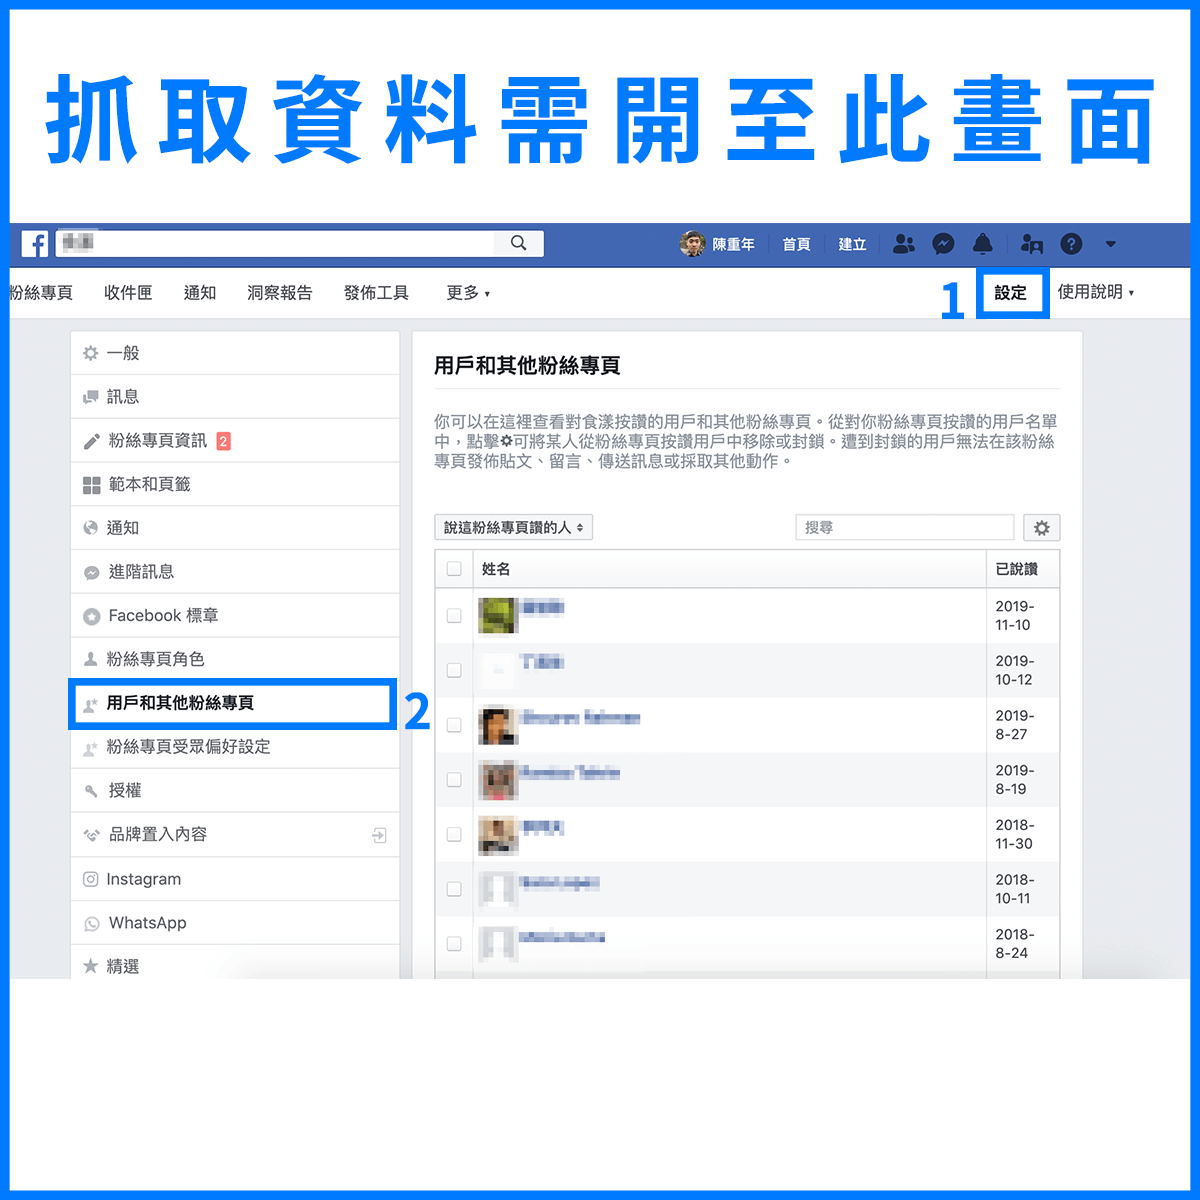 抓取資料需開至此畫面
陳重年 首頁 建立
粉絲專頁 收件匣 通知 洞察報告 發佈工具 更多 1 設定 使用說明
一般
訊息
粉絲專頁資訊 2
範本和頁籤
通知
進階訊息
Facebook 標章
粉絲專頁角色
用戶和其他粉絲專頁 2
粉絲專頁受眾偏好設定
授權
品牌置入內容
Instagram
WhatsApp
精選
用戶和其他粉絲專頁
你可以在這裡查看對食漾按讚的用戶和其他粉絲專頁。從對你粉絲專頁按讚的用戶名單
中，點擊可將某人從粉絲專頁按讚用戶中移除或封鎖。遭到封鎖的用戶無法在該粉絲
專頁發佈貼文、留言、傳送訊息或採取其他動作。
說這粉絲專頁讚的人 搜尋
姓名 已說讚
2019-
11-10
2019-
10-12
2019-
8-27
2019-
8-19
2018-
11-30
2018-
10-11
2018-
8-24